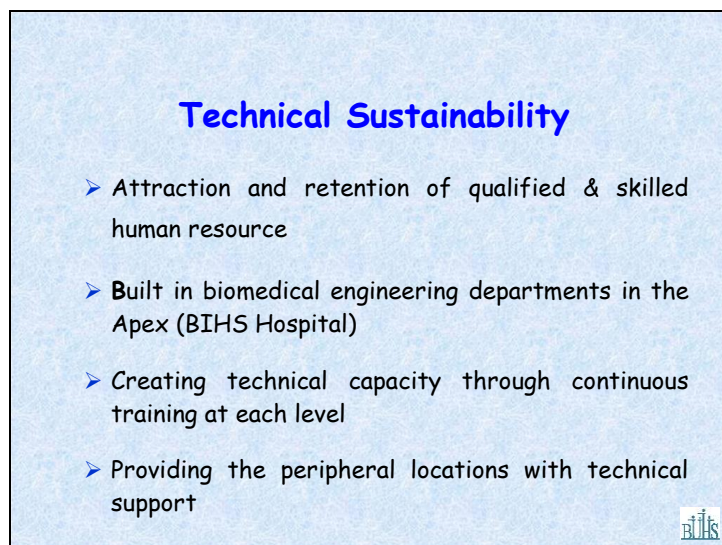 Technical Sustainability
➢ Attraction and retention of qualified & skilled
human resource
➢ Built in biomedical engineering departments in the
Apex (BIHS Hospital)
➢ Creating technical capacity through continuous
training at each level
➢ Providing the peripheral locations with technical
support
BIHS